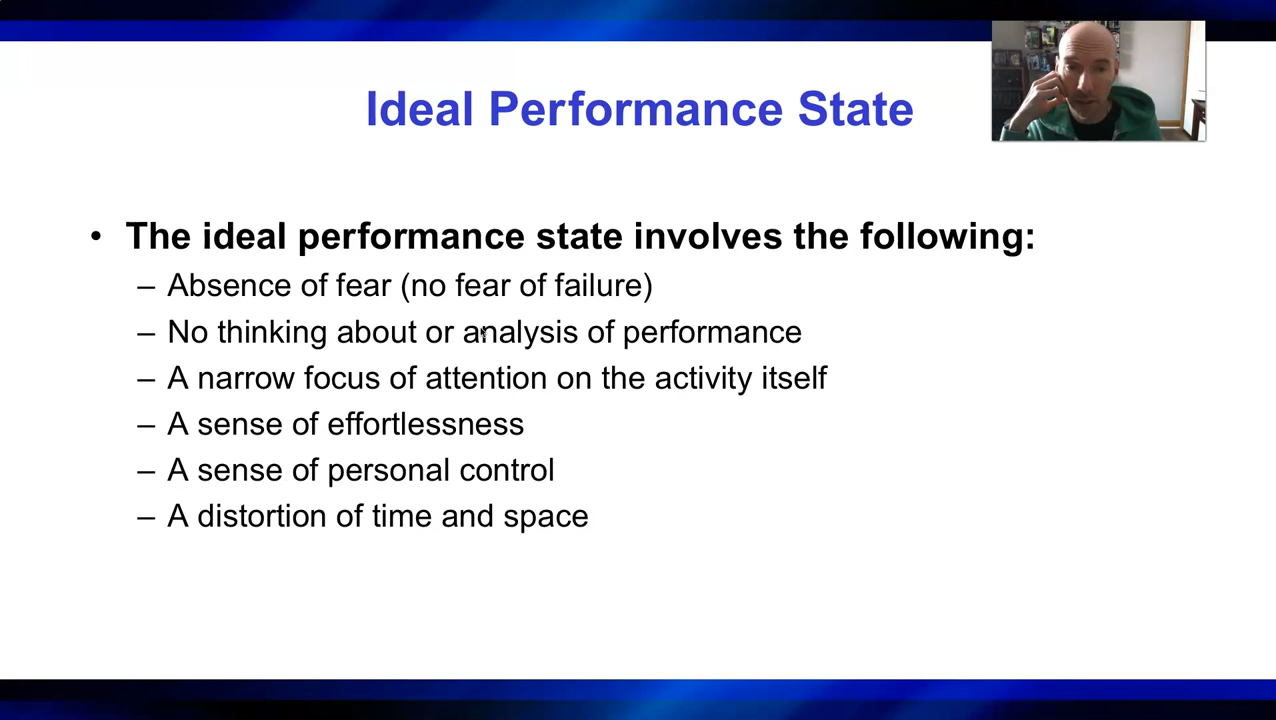 Ideal Performance State
• The ideal performance state involves the following:
– Absence of fear (no fear of failure)
– No thinking about or analysis of performance
– A narrow focus of attention on the activity itself
– A sense of effortlessness
– A sense of personal control
– A distortion of time and space